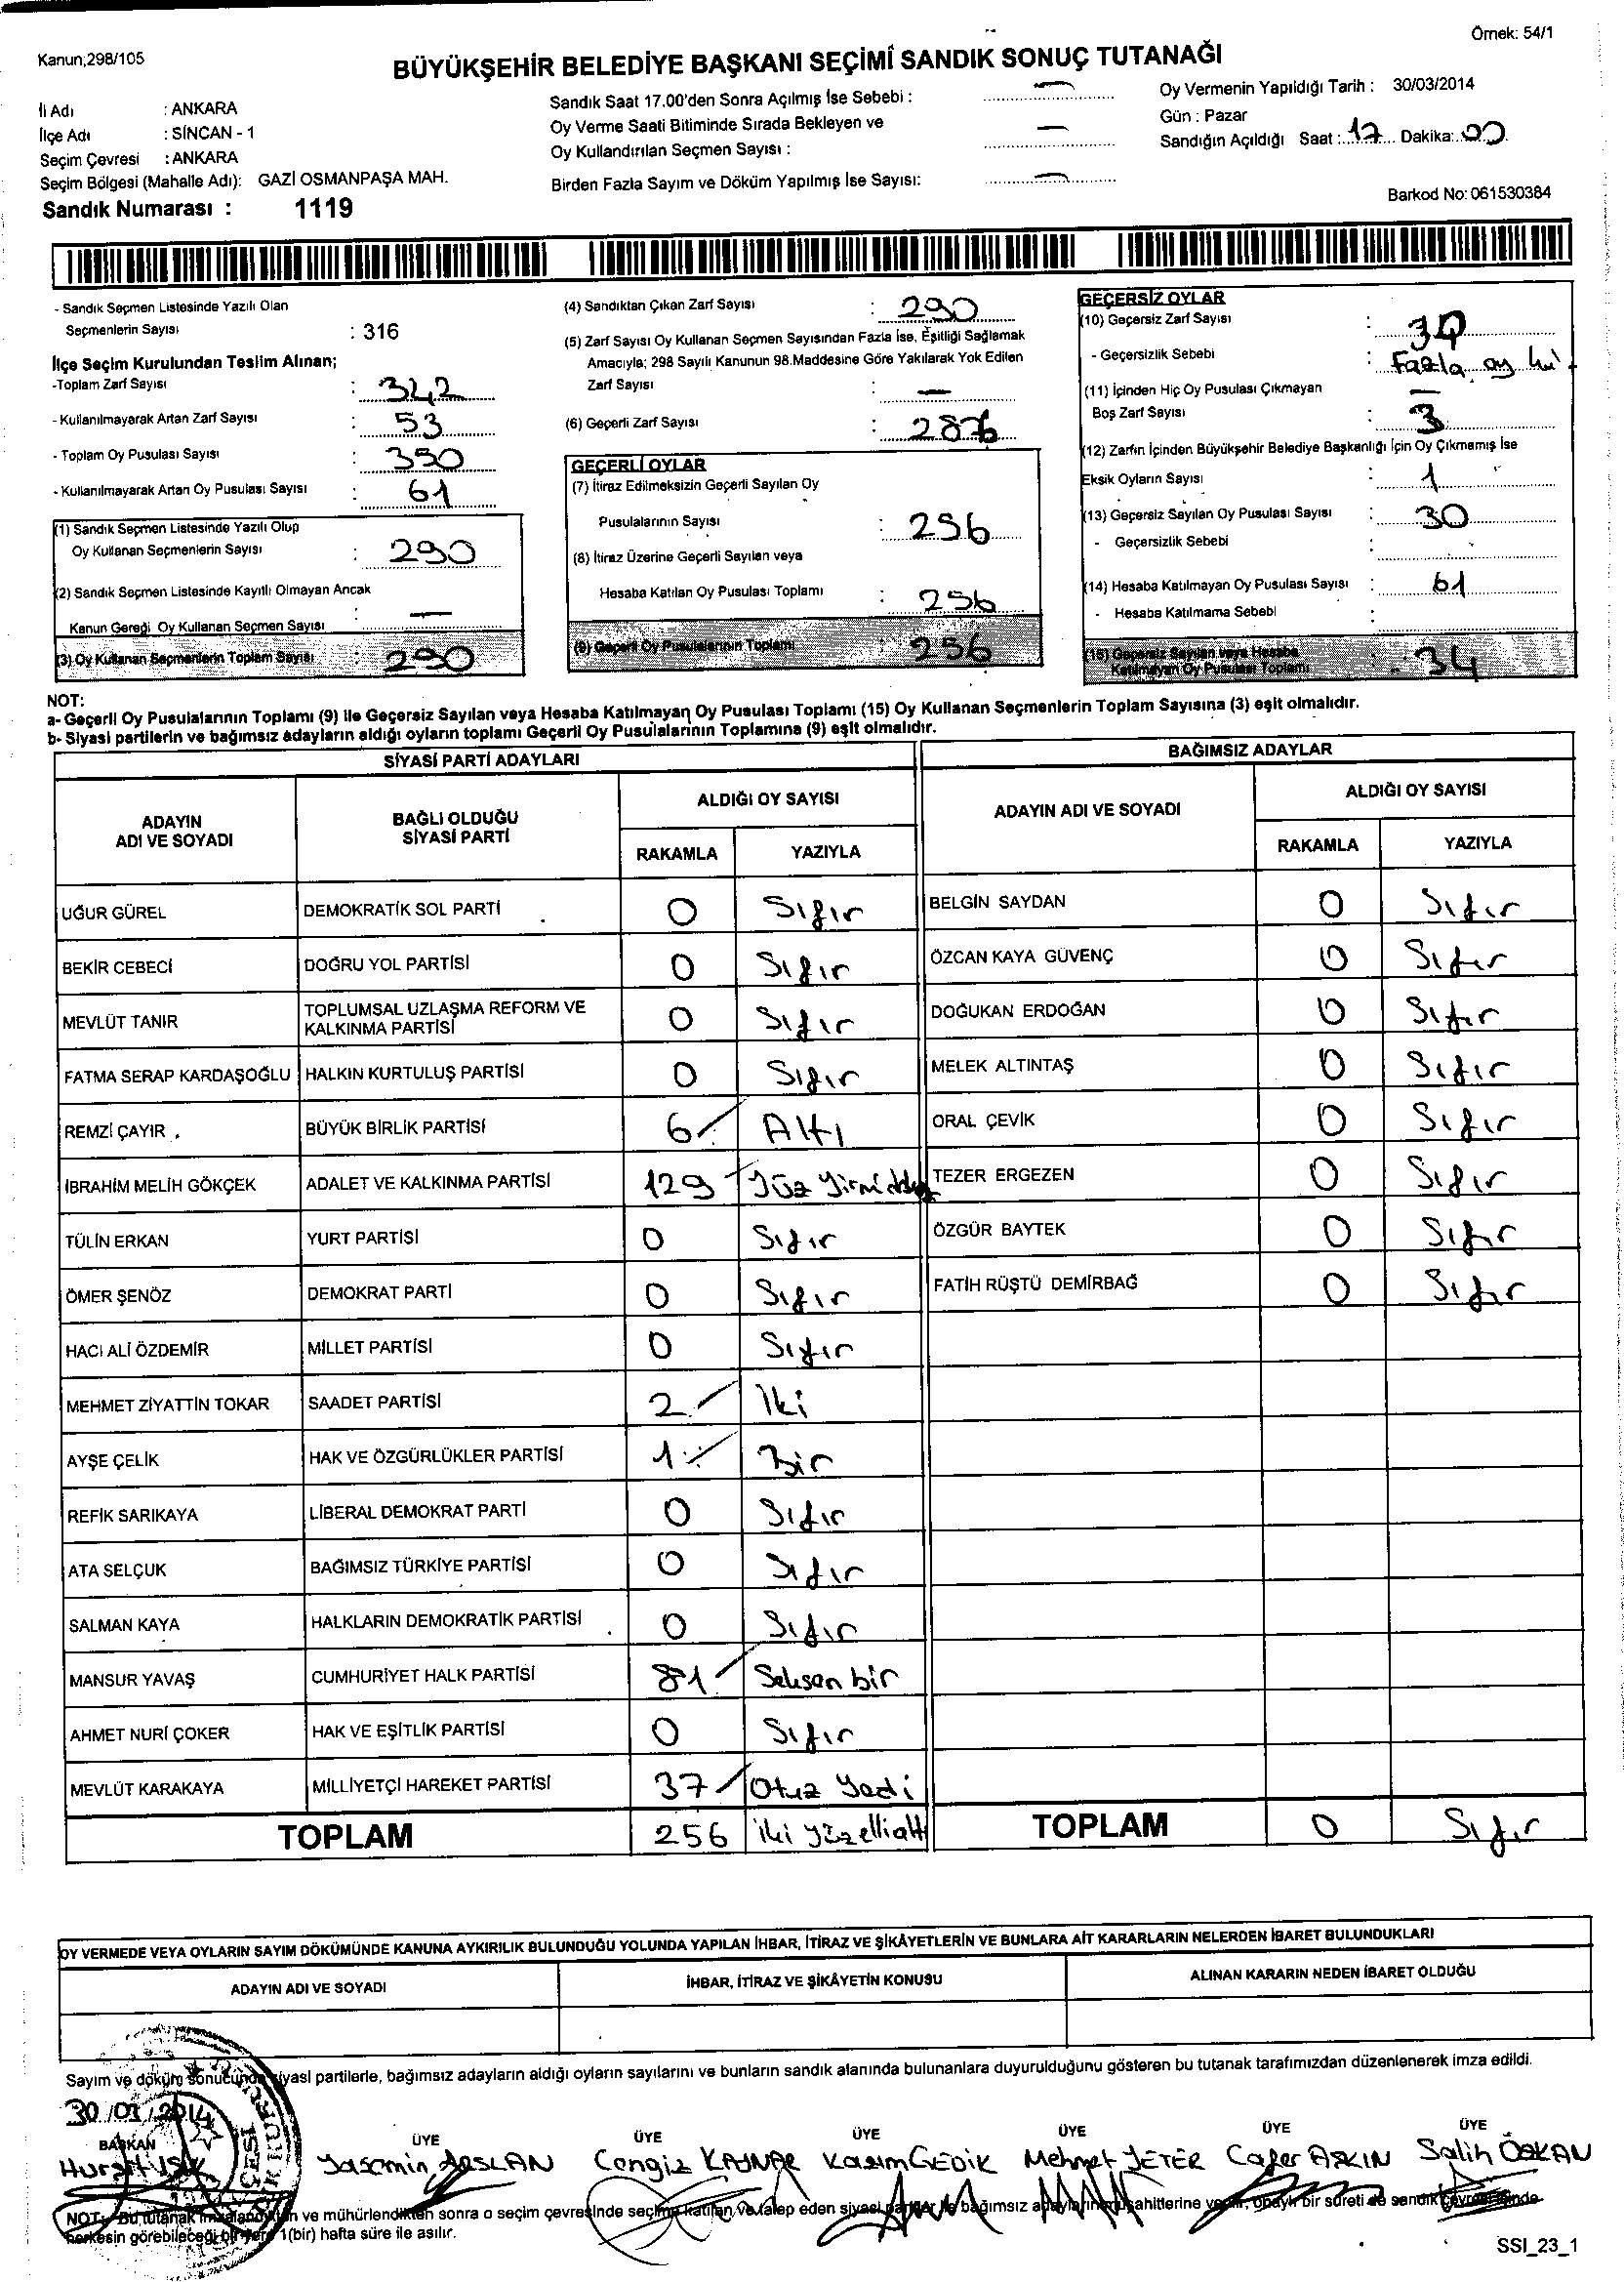 Örnek: 54/1
Kanun;298/105
BÜYÜKŞEHİR BELEDİYE BAŞKANI SEÇİMİ SANDIK SONUÇ TUTANAĞI
İl Adı : ANKARA
İlçe Adı : SİNCAN - 1
Seçim Çevresi : ANKARA
Seçim Bölgesi (Mahalle Adı): GAZİ OSMANPAŞA MAH.
Sandık Numarası : 1119
Sandık Saat 17.00'den Sonra Açılmış İse Sebebi : —
Oy Verme Saati Bitiminde Sırada Bekleyen ve
Oy Kullandırılan Seçmen Sayısı : —
Birden Fazla Sayım ve Döküm Yapılmış İse Sayısı: —
Oy Vermenin Yapıldığı Tarih : 30/03/2014
Gün : Pazar
Sandığın Açıldığı Saat : 17 Dakika: 00
Barkod No: 061530384
- Sandık Seçmen Listesinde Yazılı Olan
Seçmenlerin Sayısı : 316
İlçe Seçim Kurulundan Teslim Alınan;
-Toplam Zarf Sayısı : 342
- Kullanılmayarak Artan Zarf Sayısı : 53
- Toplam Oy Pusulası Sayısı : 350
- Kullanılmayarak Artan Oy Pusulası Sayısı : 61
(1) Sandık Seçmen Listesinde Yazılı Olup
Oy Kullanan Seçmenlerin Sayısı : 290
(2) Sandık Seçmen Listesinde Kayıtlı Olmayan Ancak
Kanun Gereği Oy Kullanan Seçmen Sayısı : —
(3) Oy Kullanan Seçmenlerin Toplam Sayısı : 290
(4) Sandıktan Çıkan Zarf Sayısı : 290
(5) Zarf Sayısı Oy Kullanan Seçmen Sayısından Fazla İse, Eşitliği Sağlamak
Amacıyla; 298 Sayılı Kanunun 98.Maddesine Göre Yakılarak Yok Edilen
Zarf Sayısı : —
(6) Geçerli Zarf Sayısı :
GEÇERLİ OYLAR
(7) İtiraz Edilmeksizin Geçerli Sayılan Oy
Pusulalarının Sayısı : 256
(8) İtiraz Üzerine Geçerli Sayılan veya
Hesaba Katılan Oy Pusulası Toplamı : 256
(9) Geçerli Oy Pusulalarının Toplamı : 256
GEÇERSİZ OYLAR
(10) Geçersiz Zarf Sayısı :
- Geçersizlik Sebebi : Fazla oy
(11) İçinden Hiç Oy Pusulası Çıkmayan
Boş Zarf Sayısı : 3
(12) Zarfın İçinden Büyükşehir Belediye Başkanlığı İçin Oy Çıkmamış İse
Eksik Oyların Sayısı : 1
(13) Geçersiz Sayılan Oy Pusulası Sayısı : 30
- Geçersizlik Sebebi :
(14) Hesaba Katılmayan Oy Pusulası Sayısı : 61
- Hesaba Katılmama Sebebi :
(15) Geçersiz Sayılan veya Hesaba
Katılmayan Oy Pusulası Toplamı : 34
NOT:
a- Geçerli Oy Pusulalarının Toplamı (9) ile Geçersiz Sayılan veya Hesaba Katılmayan Oy Pusulası Toplamı (15) Oy Kullanan Seçmenlerin Toplam Sayısına (3) eşit olmalıdır.
b- Siyasi partilerin ve bağımsız adayların aldığı oyların toplamı Geçerli Oy Pusulalarının Toplamına (9) eşit olmalıdır.
SİYASİ PARTİ ADAYLARI
ADAYIN ADI VE SOYADI BAĞLI OLDUĞU SİYASİ PARTİ ALDIĞI OY SAYISI
RAKAMLA YAZIYLA
UĞUR GÜREL DEMOKRATİK SOL PARTİ 0 Sıfır
BEKİR CEBECİ DOĞRU YOL PARTİSİ 0 Sıfır
MEVLÜT TANIR TOPLUMSAL UZLAŞMA REFORM VE KALKINMA PARTİSİ 0 Sıfır
FATMA SERAP KARDAŞOĞLU HALKIN KURTULUŞ PARTİSİ 0 Sıfır
REMZİ ÇAYIR BÜYÜK BİRLİK PARTİSİ 6 Altı
İBRAHİM MELİH GÖKÇEK ADALET VE KALKINMA PARTİSİ 129 Yüz Yirmi
TÜLİN ERKAN YURT PARTİSİ 0 Sıfır
ÖMER ŞENÖZ DEMOKRAT PARTİ 0 Sıfır
HACI ALİ ÖZDEMİR MİLLET PARTİSİ 0 Sıfır
MEHMET ZİYATTİN TOKAR SAADET PARTİSİ 2 İki
AYŞE ÇELİK HAK VE ÖZGÜRLÜKLER PARTİSİ 1 Bir
REFİK SARIKAYA LİBERAL DEMOKRAT PARTİ 0 Sıfır
ATA SELÇUK BAĞIMSIZ TÜRKİYE PARTİSİ 0 Sıfır
SALMAN KAYA HALKLARIN DEMOKRATİK PARTİSİ 0 Sıfır
MANSUR YAVAŞ CUMHURİYET HALK PARTİSİ 81 Seksen bir
AHMET NURİ ÇOKER HAK VE EŞİTLİK PARTİSİ 0 Sıfır
MEVLÜT KARAKAYA MİLLİYETÇİ HAREKET PARTİSİ 37 Otuz Yedi
TOPLAM 256 İki yüzellialtı
BAĞIMSIZ ADAYLAR
ADAYIN ADI VE SOYADI ALDIĞI OY SAYISI
RAKAMLA YAZIYLA
BELGİN SAYDAN 0 Sıfır
ÖZCAN KAYA GÜVENÇ 0 Sıfır
DOĞUKAN ERDOĞAN 0 Sıfır
MELEK ALTINTAŞ 0 Sıfır
ORAL ÇEVİK 0 Sıfır
TEZER ERGEZEN 0 Sıfır
ÖZGÜR BAYTEK 0 Sıfır
FATİH RÜŞTÜ DEMİRBAĞ 0 Sıfır
TOPLAM 0 Sıfır
OY VERMEDE VEYA OYLARIN SAYIM DÖKÜMÜNDE KANUNA AYKIRILIK BULUNDUĞU YOLUNDA YAPILAN İHBAR, İTİRAZ VE ŞİKÂYETLERİN VE BUNLARA AİT KARARLARIN NELERDEN İBARET BULUNDUKLARI
ADAYIN ADI VE SOYADI İHBAR, İTİRAZ VE ŞİKÂYETİN KONUSU ALINAN KARARIN NEDEN İBARET OLDUĞU
Sayım ve döküm sonucunda siyasi partilerle, bağımsız adayların aldığı oyların sayılarını ve bunların sandık alanında bulunanlara duyurulduğunu gösteren bu tutanak tarafımızdan düzenlenerek imza edildi.
30/03/2014
BAŞKAN ÜYE ÜYE ÜYE ÜYE ÜYE ÜYE
Hurşit IŞIK Yasemin ARSLAN Cengiz KAYNAR Kasım GEDİK Mehmet YETER Cafer AŞKIN Salih ÖZKAN
NOT: Bu tutanak imzalandıktan ve mühürlendikten sonra o seçim çevresinde seçime katılan ve talep eden siyasi partiler ile bağımsız adayların müşahitlerine verilir, onaylı bir sureti de sandık çevresinde
herkesin görebileceği bir yere 1(bir) hafta süre ile asılır.
SSI_23_1